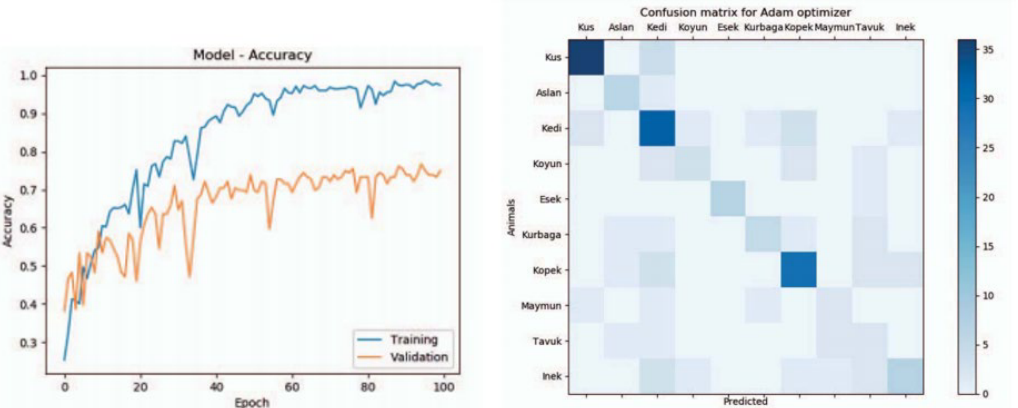 Model - Accuracy
1.0
0.9
0.8
0.7
0.6
0.5
0.4
0.3
Accuracy
0 20 40 60 80 100
Epoch
Training
Validation
Confusion matrix for Adam optimizer
Kus Aslan Kedi Koyun Esek Kurbaga Kopek Maymun Tavuk Inek
Kus
Aslan
Kedi
Koyun
Esek
Kurbaga
Kopek
Maymun
Tavuk
Inek
Animals
Predicted
35
30
25
20
15
10
5
0